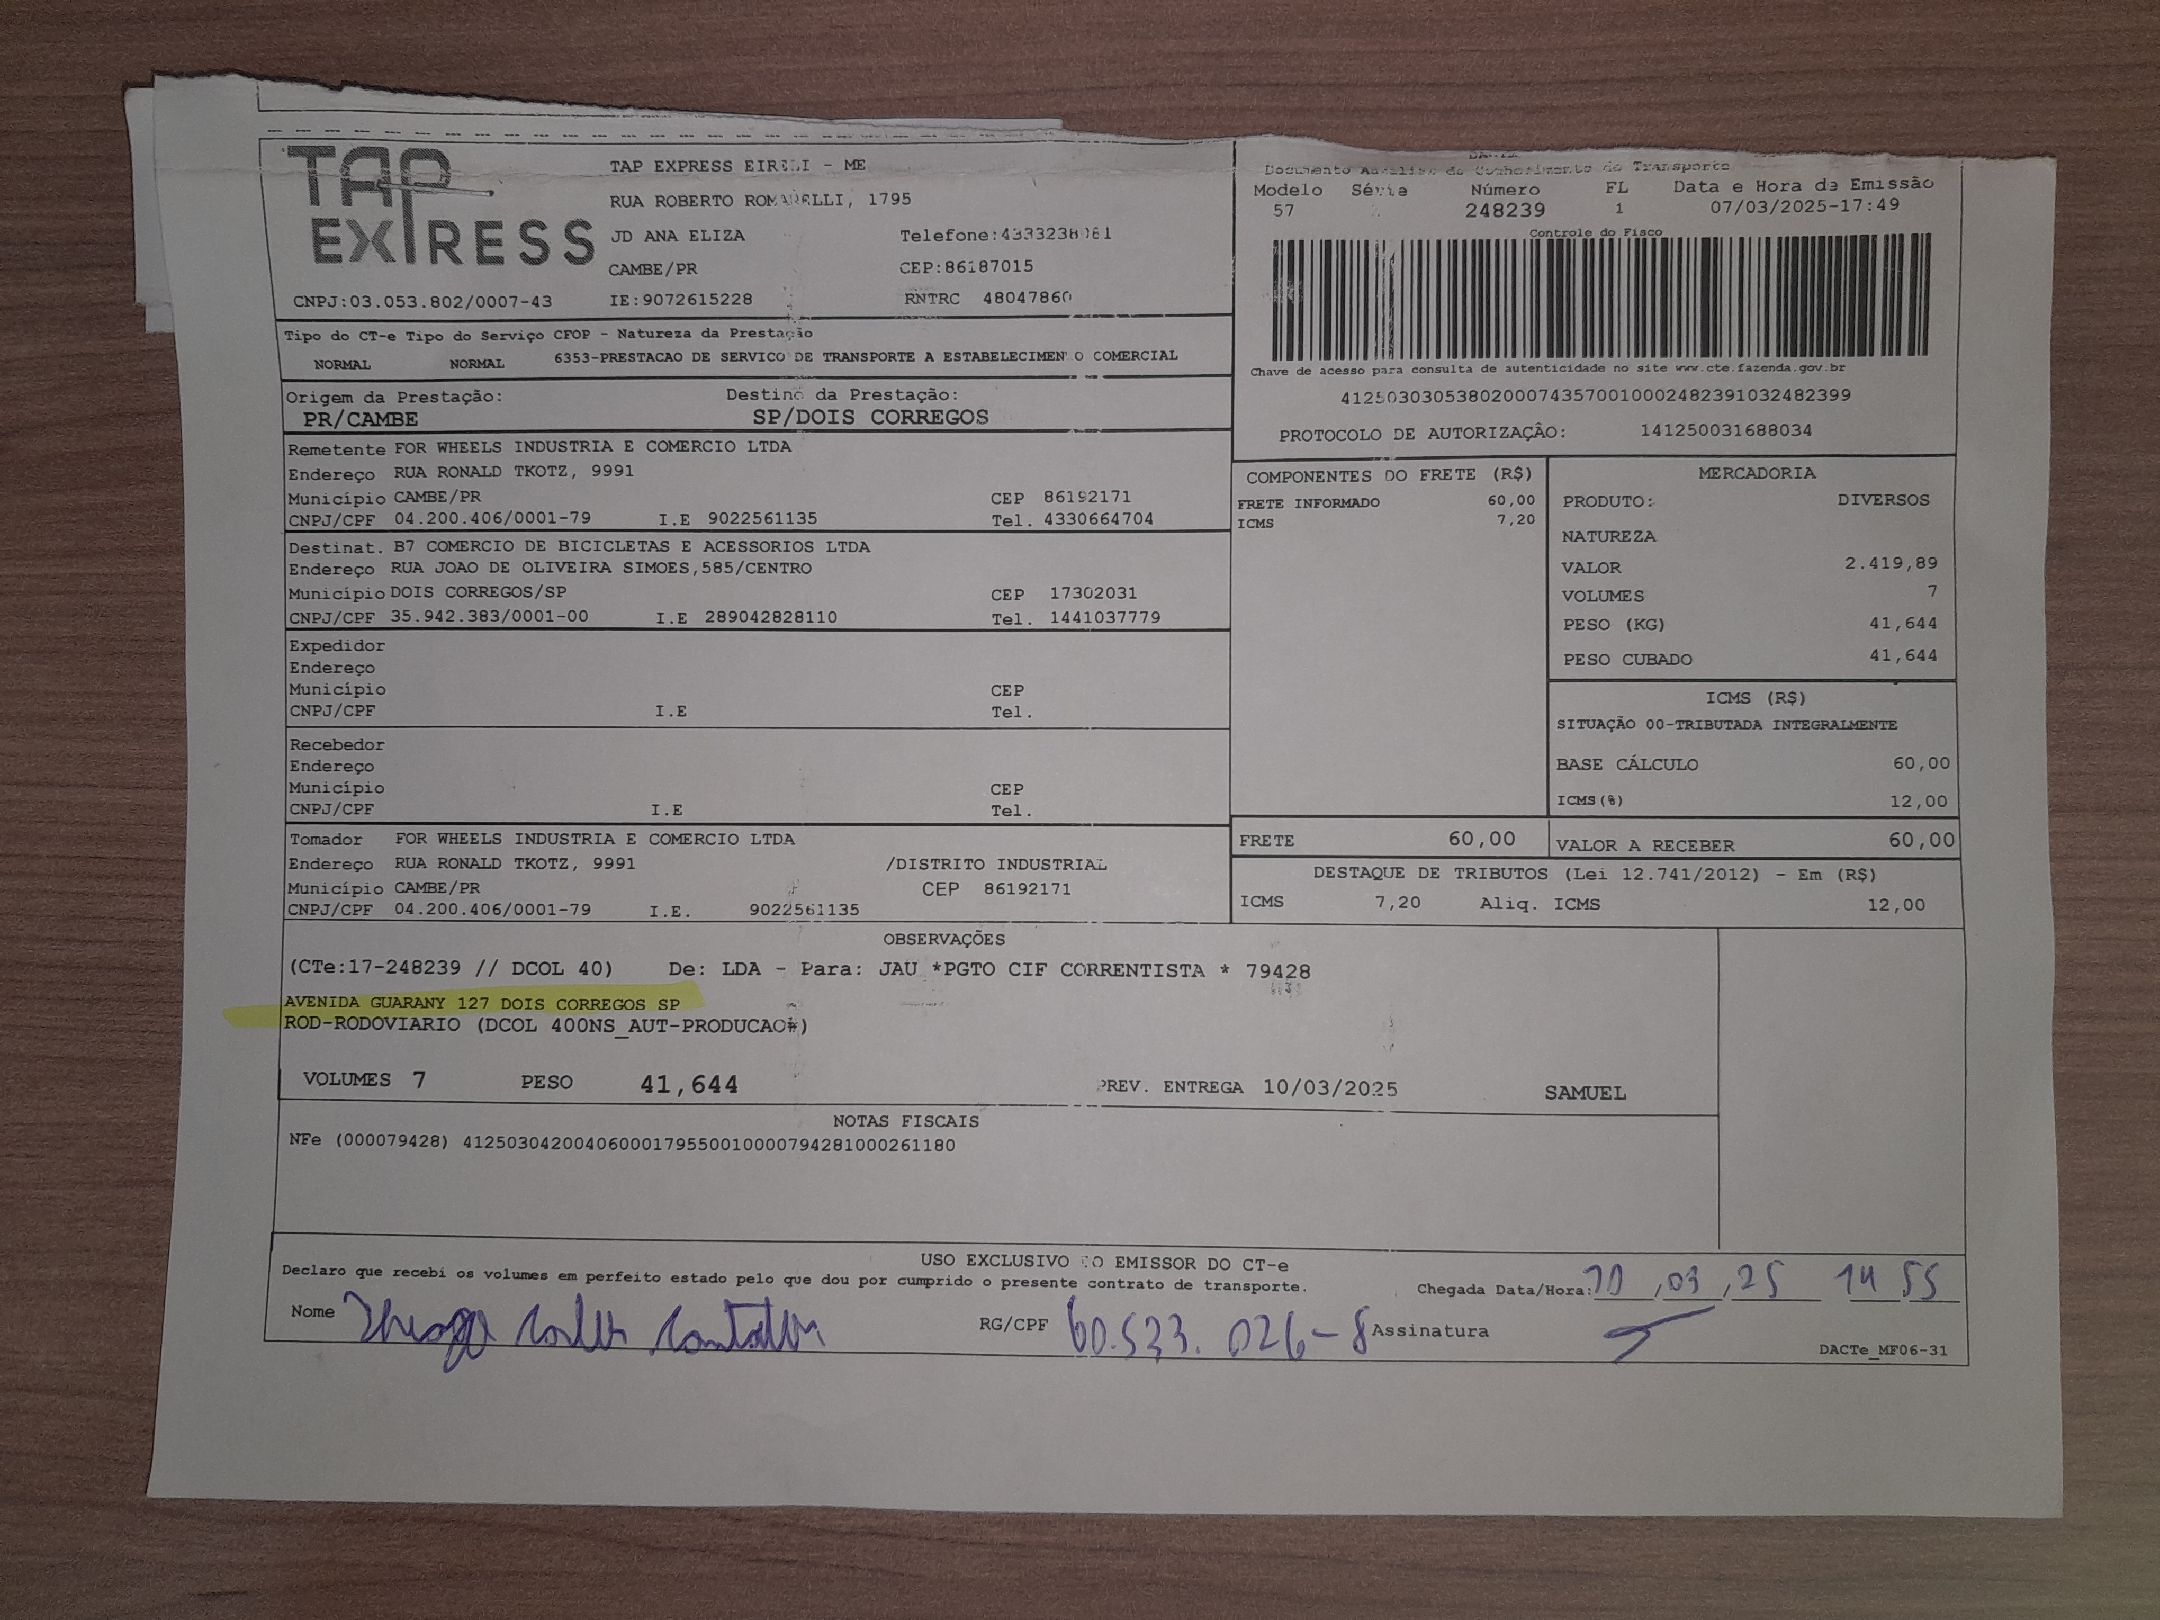 TAP EXPRESS
TAP EXPRESS EIRELI - ME
RUA ROBERTO ROMARELLI, 1795
JD ANA ELIZA Telefone:4333238061
CAMBE/PR CEP:86187015
CNPJ:03.053.802/0007-43 IE:9072615228 RNTRC 48047860
Documento Auxiliar do Conhecimento de Transporte
Modelo Série Número FL Data e Hora de Emissão
57 248239 1 07/03/2025-17:49
Controle do Fisco
Chave de acesso para consulta de autenticidade no site www.cte.fazenda.gov.br
41250303053802000743570010002482391032482399
PROTOCOLO DE AUTORIZAÇÃO: 141250031688034
Tipo do CT-e Tipo do Serviço CFOP - Natureza da Prestação
NORMAL NORMAL 6353-PRESTACAO DE SERVICO DE TRANSPORTE A ESTABELECIMENTO COMERCIAL
Origem da Prestação: Destino da Prestação:
PR/CAMBE SP/DOIS CORREGOS
Remetente FOR WHEELS INDUSTRIA E COMERCIO LTDA
Endereço RUA RONALD TKOTZ, 9991
Município CAMBE/PR CEP 86192171
CNPJ/CPF 04.200.406/0001-79 I.E 9022561135 Tel. 4330664704
Destinat. B7 COMERCIO DE BICICLETAS E ACESSORIOS LTDA
Endereço RUA JOAO DE OLIVEIRA SIMOES,585/CENTRO
Município DOIS CORREGOS/SP CEP 17302031
CNPJ/CPF 35.942.383/0001-00 I.E 289042828110 Tel. 1441037779
Expedidor
Endereço
Município CEP
CNPJ/CPF I.E Tel.
Recebedor
Endereço
Município CEP
CNPJ/CPF I.E Tel.
Tomador FOR WHEELS INDUSTRIA E COMERCIO LTDA
Endereço RUA RONALD TKOTZ, 9991 /DISTRITO INDUSTRIAL
Município CAMBE/PR CEP 86192171
CNPJ/CPF 04.200.406/0001-79 I.E. 9022561135
COMPONENTES DO FRETE (R$)
FRETE INFORMADO 60,00
ICMS 7,20
MERCADORIA
PRODUTO: DIVERSOS
NATUREZA
VALOR 2.419,89
VOLUMES 7
PESO (KG) 41,644
PESO CUBADO 41,644
ICMS (R$)
SITUAÇÃO 00-TRIBUTADA INTEGRALMENTE
BASE CÁLCULO 60,00
ICMS(%) 12,00
FRETE 60,00 VALOR A RECEBER 60,00
DESTAQUE DE TRIBUTOS (Lei 12.741/2012) - Em (R$)
ICMS 7,20 Aliq. ICMS 12,00
OBSERVAÇÕES
(CTe:17-248239 // DCOL 40) De: LDA - Para: JAU *PGTO CIF CORRENTISTA * 79428
AVENIDA GUARANY 127 DOIS CORREGOS SP
ROD-RODOVIARIO (DCOL 400NS_AUT-PRODUCAO#)
VOLUMES 7 PESO 41,644 PREV. ENTREGA 10/03/2025 SAMUEL
NOTAS FISCAIS
NFe (000079428) 41250304200406000179550010000794281000261180
USO EXCLUSIVO DO EMISSOR DO CT-e
Declaro que recebi os volumes em perfeito estado pelo que dou por cumprido o presente contrato de transporte.
Chegada Data/Hora: 10,03,25 14 55
Nome RG/CPF 60.533.026-8 Assinatura
DACTe_MF06-31